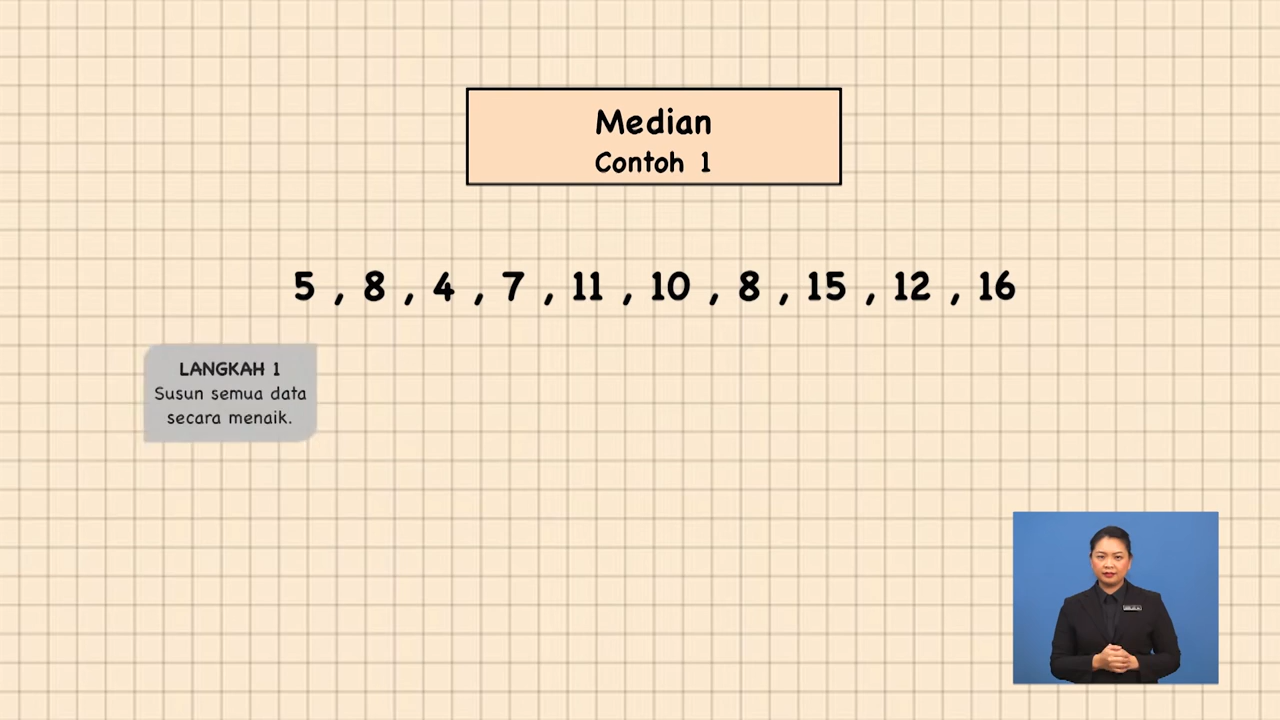 Median
Contoh 1
5 , 8 , 4 , 7 , 11 , 10 , 8 , 15 , 12 , 16
LANGKAH 1
Susun semua data
secara menaik.